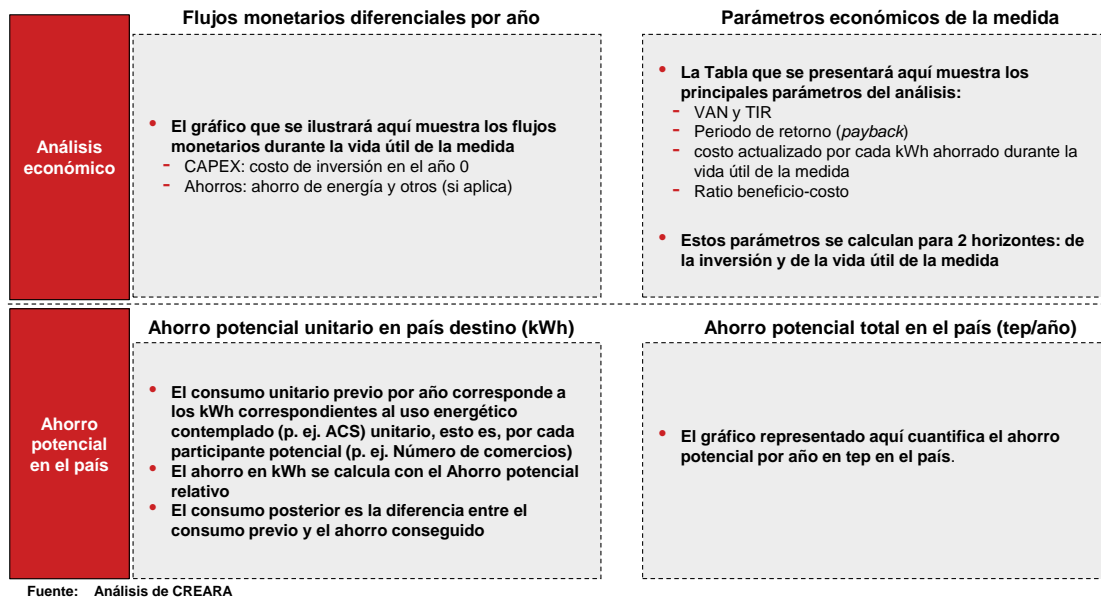 Flujos monetarios diferenciales por año
Parámetros económicos de la medida
Análisis
económico
• El gráfico que se ilustrará aquí muestra los flujos
monetarios durante la vida útil de la medida
- CAPEX: costo de inversión en el año 0
- Ahorros: ahorro de energía y otros (si aplica)
• La Tabla que se presentará aquí muestra los
principales parámetros del análisis:
- VAN y TIR
- Periodo de retorno (payback)
- costo actualizado por cada kWh ahorrado durante la
vida útil de la medida
- Ratio beneficio-costo
• Estos parámetros se calculan para 2 horizontes: de
la inversión y de la vida útil de la medida
Ahorro potencial unitario en país destino (kWh)
Ahorro potencial total en el país (tep/año)
Ahorro
potencial
en el país
• El consumo unitario previo por año corresponde a
los kWh correspondientes al uso energético
contemplado (p. ej. ACS) unitario, esto es, por cada
participante potencial (p. ej. Número de comercios)
• El ahorro en kWh se calcula con el Ahorro potencial
relativo
• El consumo posterior es la diferencia entre el
consumo previo y el ahorro conseguido
• El gráfico representado aquí cuantifica el ahorro
potencial por año en tep en el país.
Fuente: Análisis de CREARA